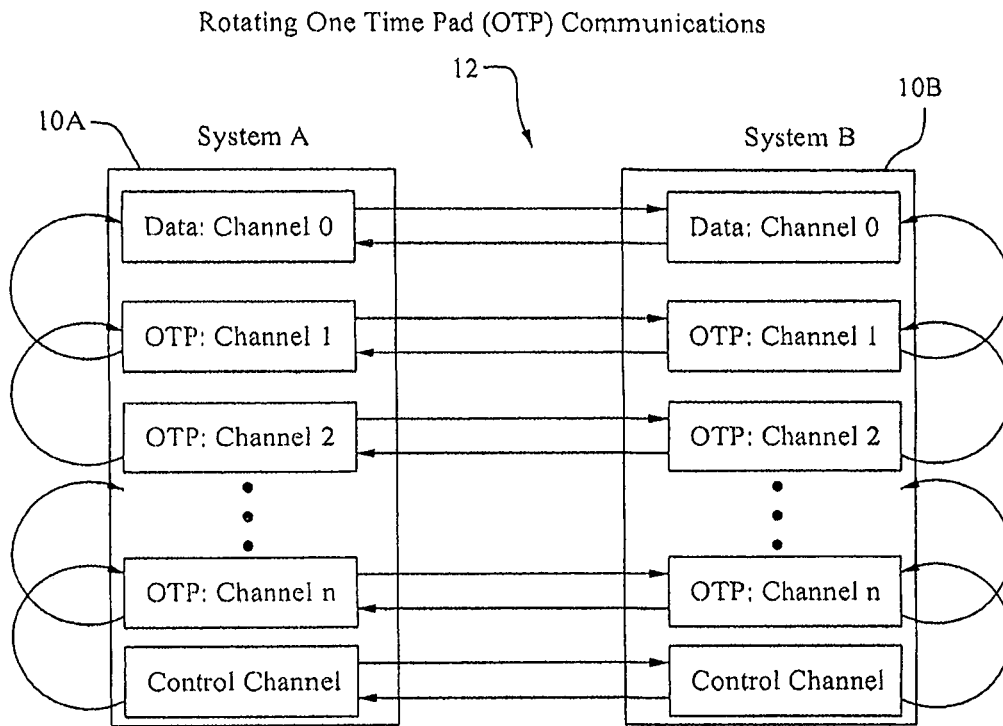 Rotating One Time Pad (OTP) Communications
12
10A
10B
System A
System B
Data: Channel 0
Data: Channel 0
OTP: Channel 1
OTP: Channel 1
OTP: Channel 2
OTP: Channel 2
OTP: Channel n
OTP: Channel n
Control Channel
Control Channel